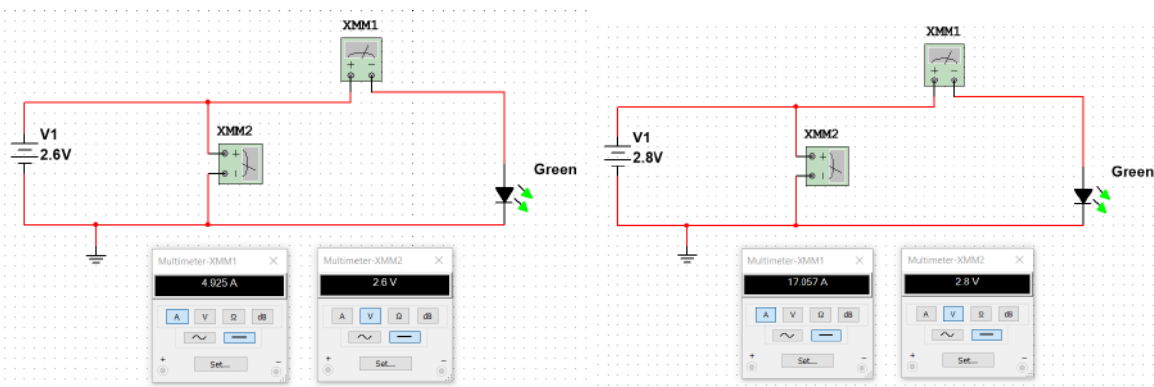 XMM1
+ −
V1
2.6V
XMM2
+
Green
Multimeter-XMM1 ×
4.925 A
A V Ω dB
+ Set... −
Multimeter-XMM2 ×
2.6 V
A V Ω dB
+ Set... −
XMM1
+ −
V1
2.8V
XMM2
+
Green
Multimeter-XMM1 ×
17.057 A
A V Ω dB
+ Set... −
Multimeter-XMM2 ×
2.8 V
A V Ω dB
+ Set... −